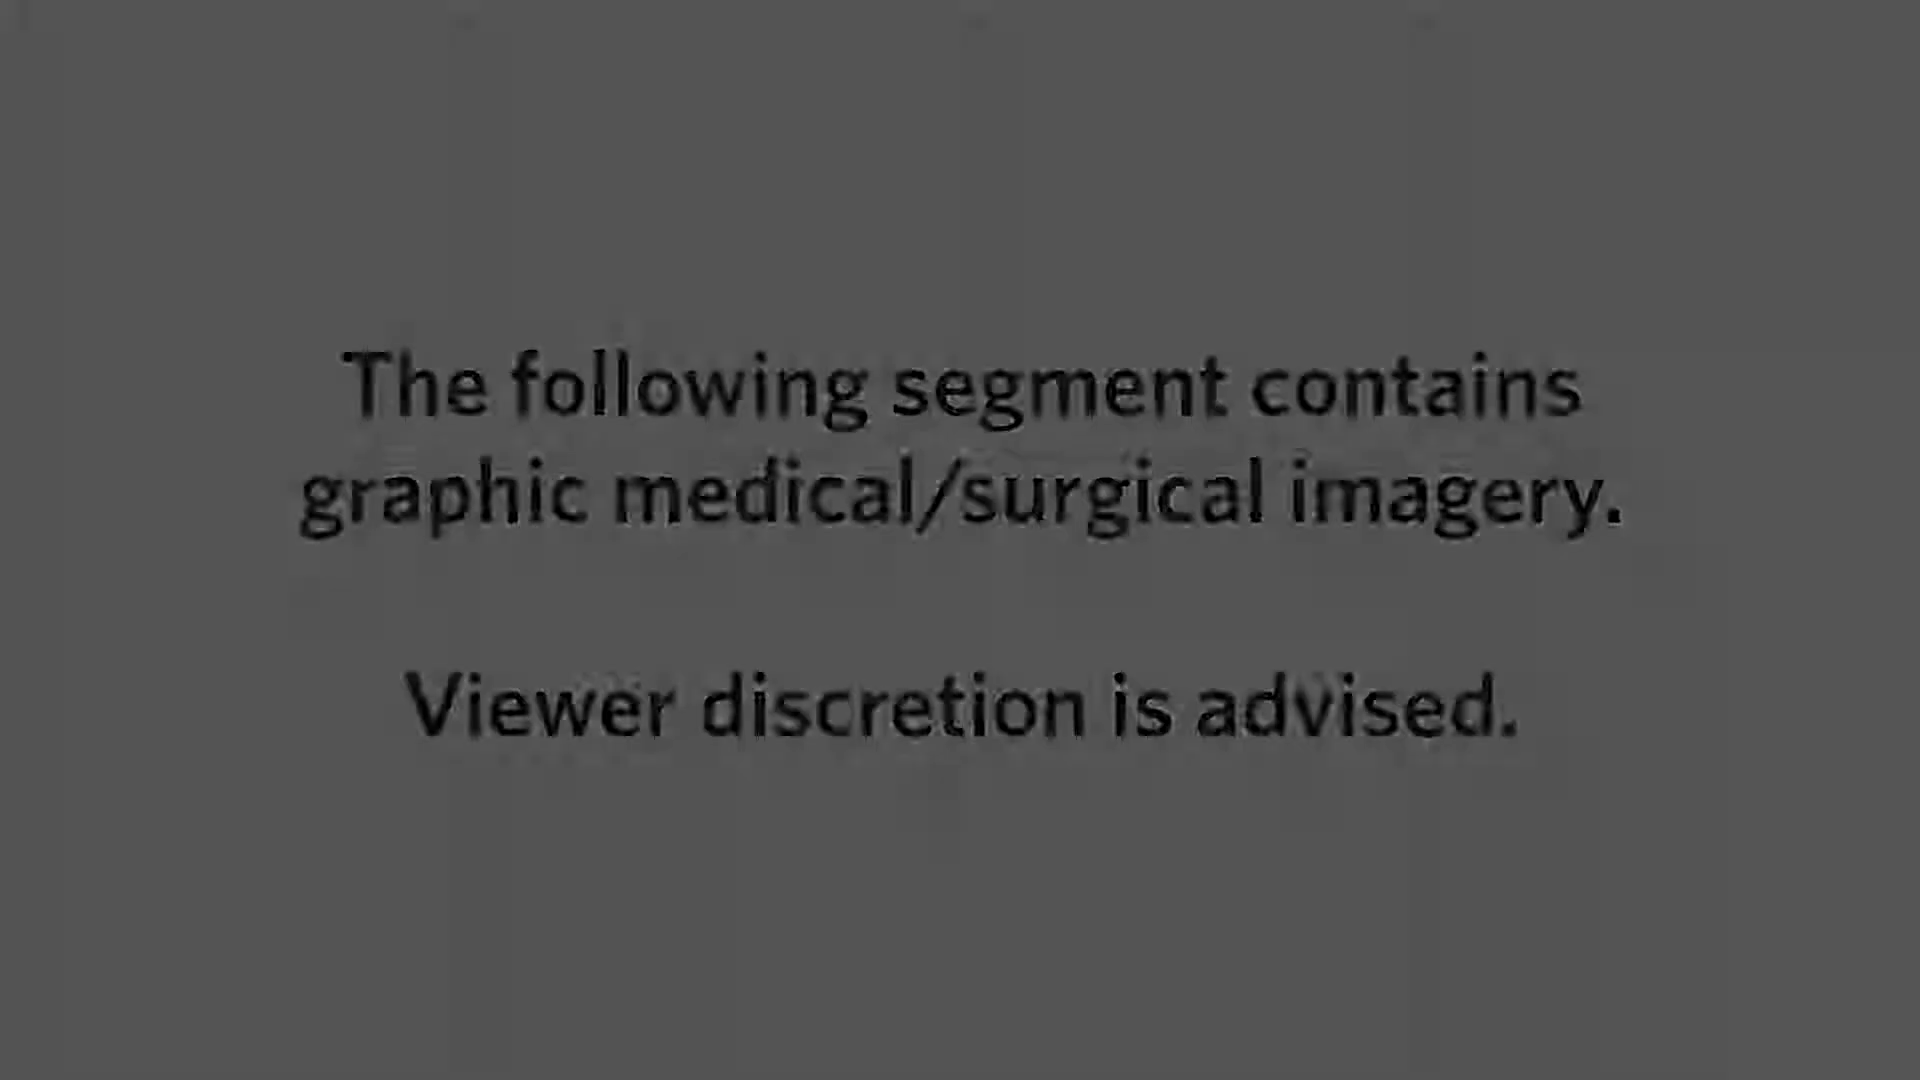 The following segment contains
graphic medical/surgical imagery.
Viewer discretion is advised.